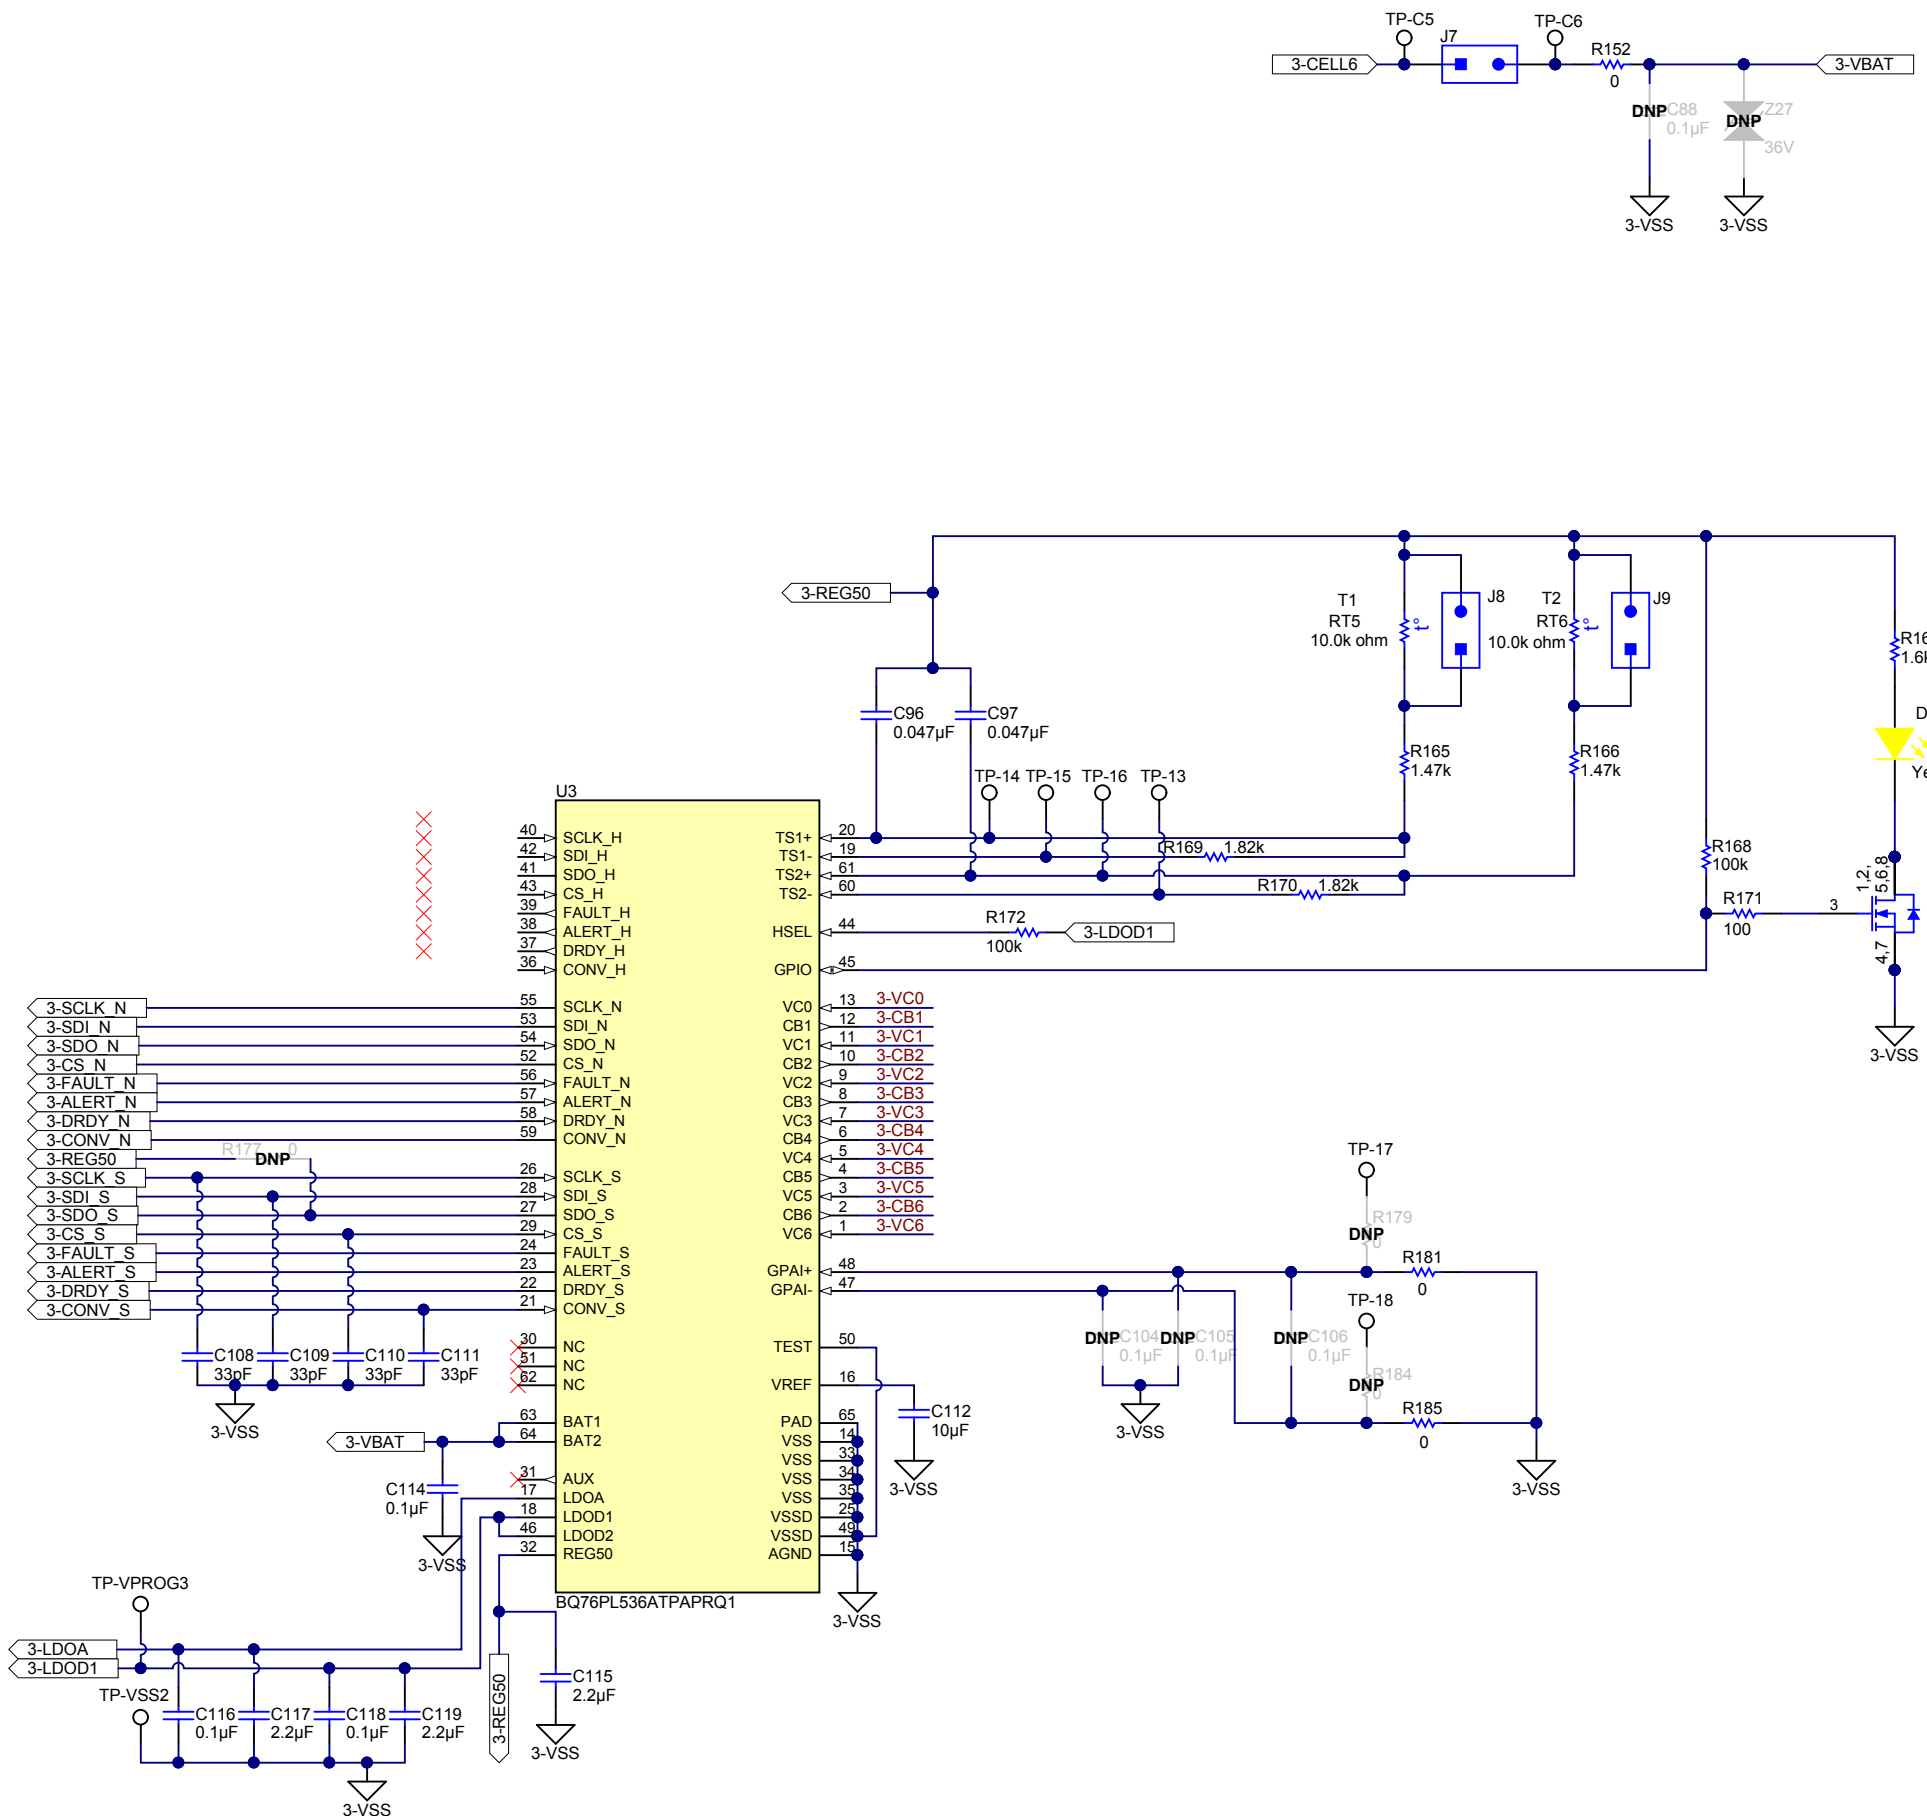 TP-C5
TP-C6
J7
3-CELL6
R152
0
3-VBAT
DNP
C88
0.1µF
DNP
Z27
36V
3-VSS
3-VSS
3-REG50
T1
RT5
10.0k ohm
t°
J8
T2
RT6
10.0k ohm
t°
J9
C96
0.047µF
C97
0.047µF
R165
1.47k
R166
1.47k
TP-14
TP-15
TP-16
TP-13
R169
1.82k
R170
1.82k
R168
100k
R171
100
3
1,2,
5,6,8
4,7
3-VSS
R172
100k
3-LDOD1
U3
40 SCLK_H
42 SDI_H
41 SDO_H
43 CS_H
39 FAULT_H
38 ALERT_H
37 DRDY_H
36 CONV_H
3-SCLK_N 55 SCLK_N
3-SDI_N 53 SDI_N
3-SDO_N 54 SDO_N
3-CS_N 52 CS_N
3-FAULT_N 56 FAULT_N
3-ALERT_N 57 ALERT_N
3-DRDY_N 58 DRDY_N
3-CONV_N 59 CONV_N
3-REG50 R177 DNP 0
3-SCLK_S 26 SCLK_S
3-SDI_S 28 SDI_S
3-SDO_S 27 SDO_S
3-CS_S 29 CS_S
3-FAULT_S 24 FAULT_S
3-ALERT_S 23 ALERT_S
3-DRDY_S 22 DRDY_S
3-CONV_S 21 CONV_S
30 NC
51 NC
62 NC
C108
33pF
C109
33pF
C110
33pF
C111
33pF
3-VSS
63 BAT1
3-VBAT 64 BAT2
31 AUX
17 LDOA
18 LDOD1
46 LDOD2
32 REG50
C114
0.1µF
3-VSS
TS1+ 20
TS1- 19
TS2+ 61
TS2- 60
HSEL 44
GPIO 45
VC0 13 3-VC0
CB1 12 3-CB1
VC1 11 3-VC1
CB2 10 3-CB2
VC2 9 3-VC2
CB3 8 3-CB3
VC3 7 3-VC3
CB4 6 3-CB4
VC4 5 3-VC4
CB5 4 3-CB5
VC5 3 3-VC5
CB6 2 3-CB6
VC6 1 3-VC6
GPAI+ 48
GPAI- 47
TEST 50
VREF 16
PAD 65
VSS 14
VSS 33
VSS 34
VSS 35
VSSD 25
VSSD 49
AGND 15
BQ76PL536ATPAPRQ1
3-VSS
C112
10µF
3-VSS
TP-17
R179
DNP
0
R181
0
TP-18
R184
DNP
0
R185
0
DNP
C104
0.1µF
DNP
C105
0.1µF
DNP
C106
0.1µF
3-VSS
3-VSS
TP-VPROG3
3-LDOA
3-LDOD1
TP-VSS2
C116
0.1µF
C117
2.2µF
C118
0.1µF
C119
2.2µF
3-VSS
3-REG50
C115
2.2µF
3-VSS